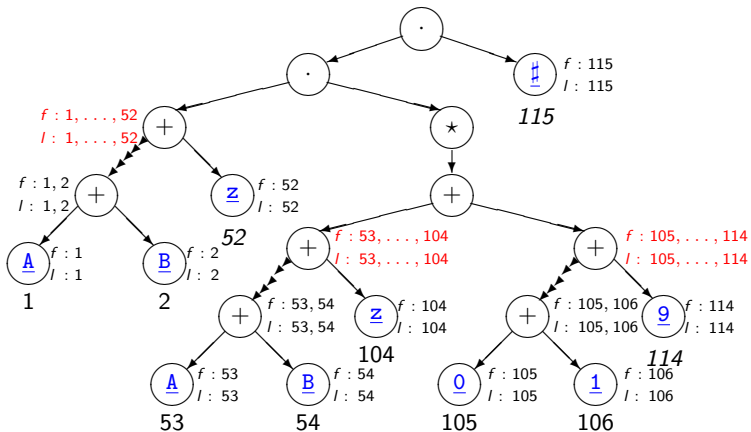 ·
· ♯ f : 115
l : 115
115
f : 1, . . . , 52
l : 1, . . . , 52
+ ⋆
f : 1, 2
l : 1, 2
+ z f : 52
l : 52
52
+
A f : 1
l : 1
1
B f : 2
l : 2
2
+ f : 53, . . . , 104
l : 53, . . . , 104
+ f : 105, . . . , 114
l : 105, . . . , 114
+ f : 53, 54
l : 53, 54
z f : 104
l : 104
104
+ f : 105, 106
l : 105, 106
9 f : 114
l : 114
114
A f : 53
l : 53
53
B f : 54
l : 54
54
0 f : 105
l : 105
105
1 f : 106
l : 106
106